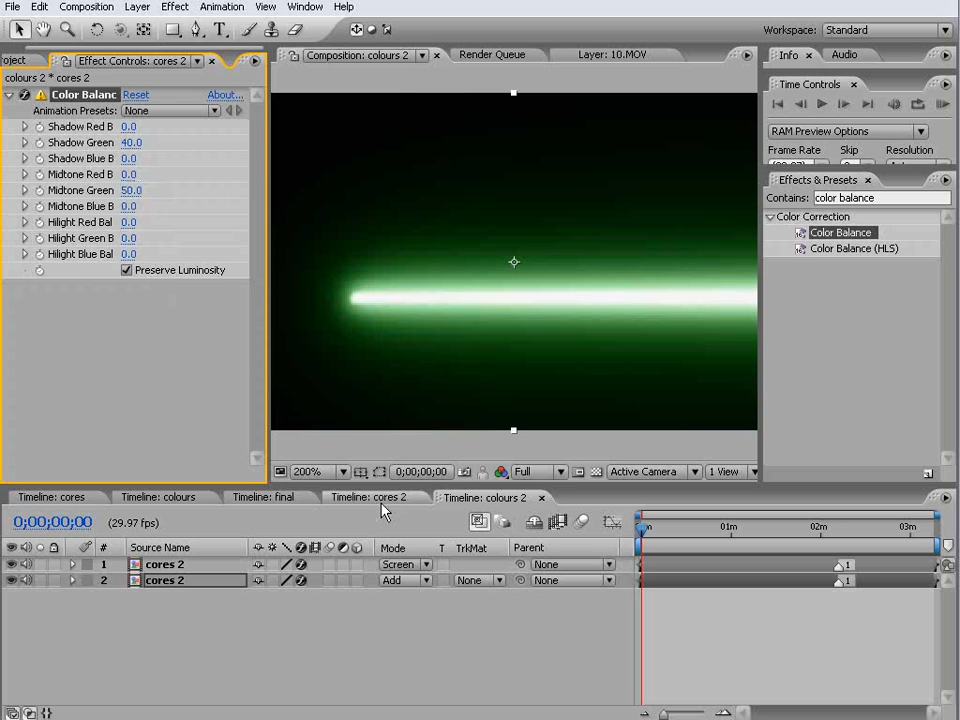 File Edit Composition Layer Effect Animation View Window Help
Workspace: Standard
roject Effect Controls: cores 2
colours 2 * cores 2
Color Balanc Reset About...
Animation Presets: None
Shadow Red B 0.0
Shadow Green 40.0
Shadow Blue B 0.0
Midtone Red B 0.0
Midtone Green 50.0
Midtone Blue B 0.0
Hilight Red Bal 0.0
Hilight Green B 0.0
Hilight Blue Bal 0.0
Preserve Luminosity
Composition: colours 2 Render Queue Layer: 10.MOV
200% 0;00;00;00 Full Active Camera 1 View
Info Audio
Time Controls
RAM Preview Options
Frame Rate Skip Resolution
Effects & Presets
Contains: color balance
Color Correction
Color Balance
Color Balance (HLS)
Timeline: cores Timeline: colours Timeline: final Timeline: cores 2 Timeline: colours 2
0;00;00;00 (29.97 fps)
01m 02m 03m
# Source Name Mode T TrkMat Parent
1 cores 2 Screen None 1
2 cores 2 Add None None 1